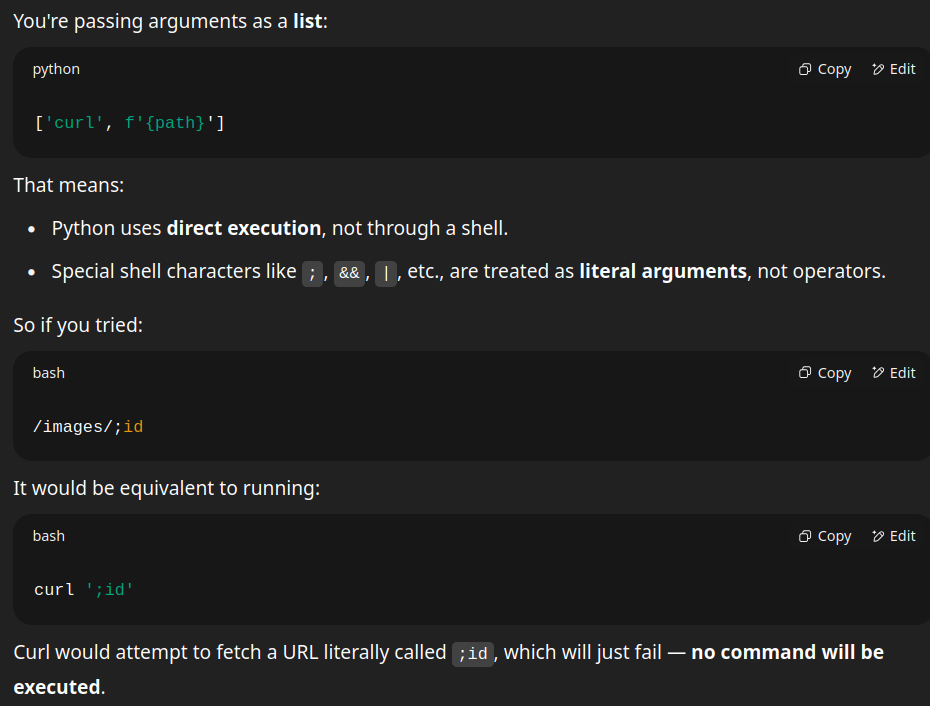 You're passing arguments as a list:
python Copy Edit
['curl', f'{path}']
That means:
• Python uses direct execution, not through a shell.
• Special shell characters like ;, &&, |, etc., are treated as literal arguments, not operators.
So if you tried:
bash Copy Edit
/images/;id
It would be equivalent to running:
bash Copy Edit
curl ';id'
Curl would attempt to fetch a URL literally called ;id, which will just fail — no command will be
executed.